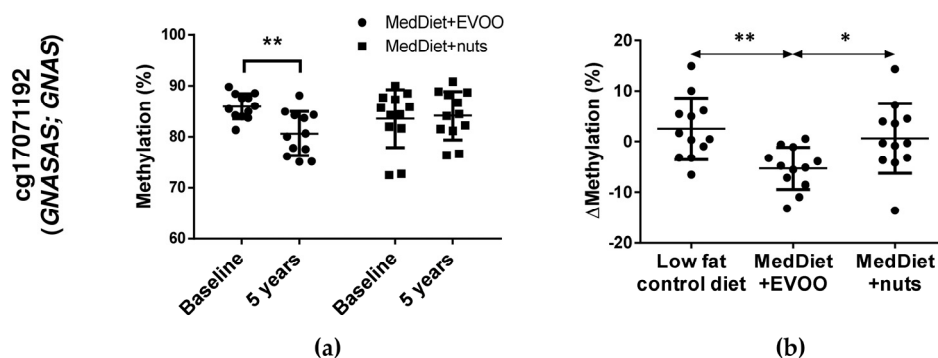 cg17071192
(GNASAS; GNAS)
Methylation (%)
100
90
80
70
60
**
MedDiet+EVOO
MedDiet+nuts
Baseline
5 years
Baseline
5 years
(a)
ΔMethylation (%)
20
10
0
-10
-20
**
*
Low fat
control diet
MedDiet
+EVOO
MedDiet
+nuts
(b)